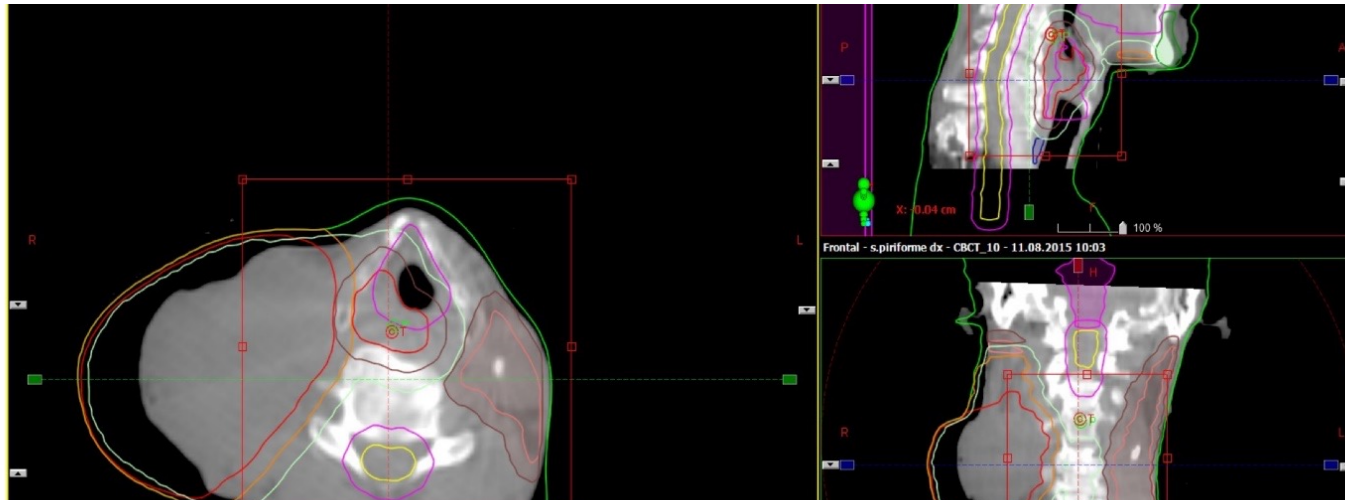 R
L
T
P
A
X: -0.04 cm
F
100 %
Frontal - s.piriforme dx - CBCT_10 - 11.08.2015 10:03
H
R
L